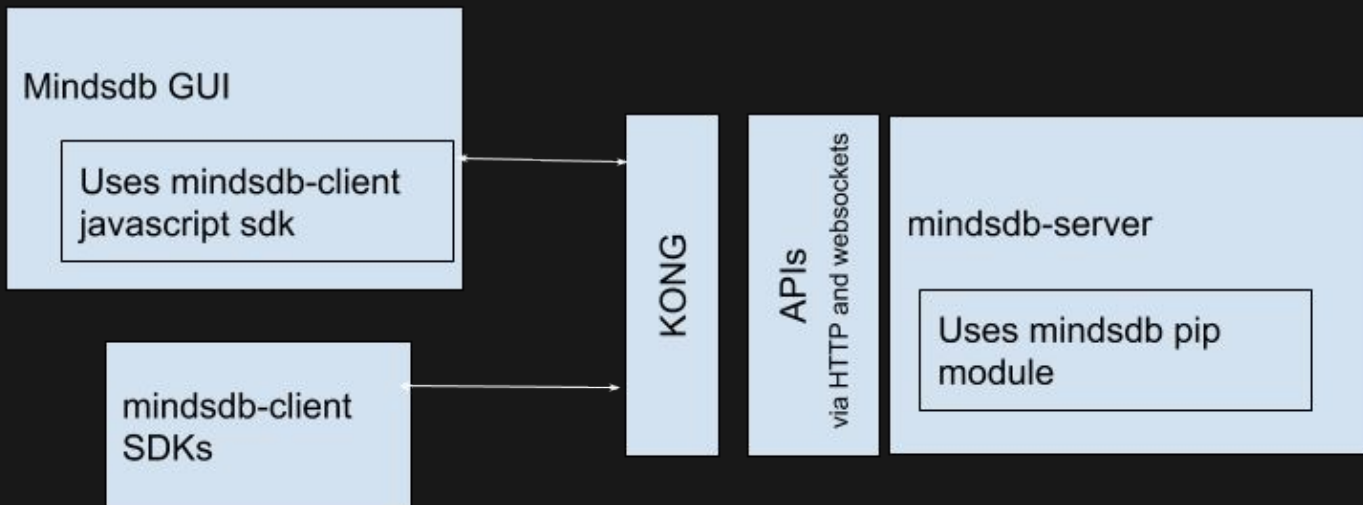 Mindsdb GUI
Uses mindsdb-client
javascript sdk
mindsdb-client
SDKs
KONG
APIs
via HTTP and websockets
mindsdb-server
Uses mindsdb pip
module